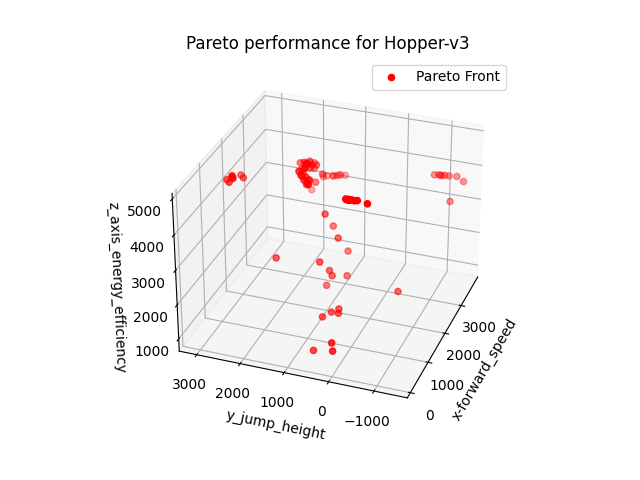 Pareto performance for Hopper-v3
Pareto Front
5000
4000
3000
2000
1000
z_axis_energy_efficiency
3000
2000
1000
0
−1000
y_jump_height
0
1000
2000
3000
x-forward_speed